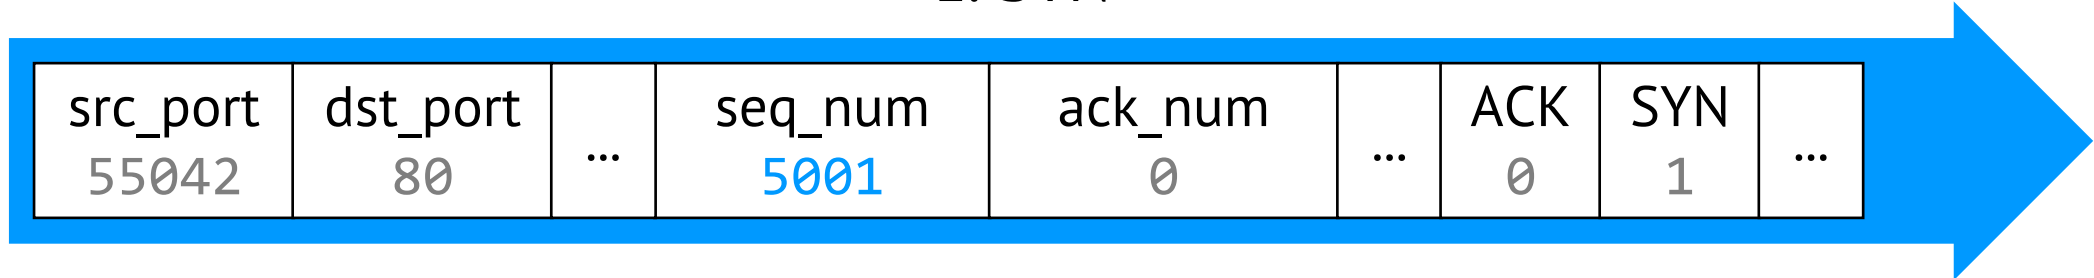 src_port dst_port ... seq_num ack_num ... ACK SYN ...
55042 80 5001 0 0 1